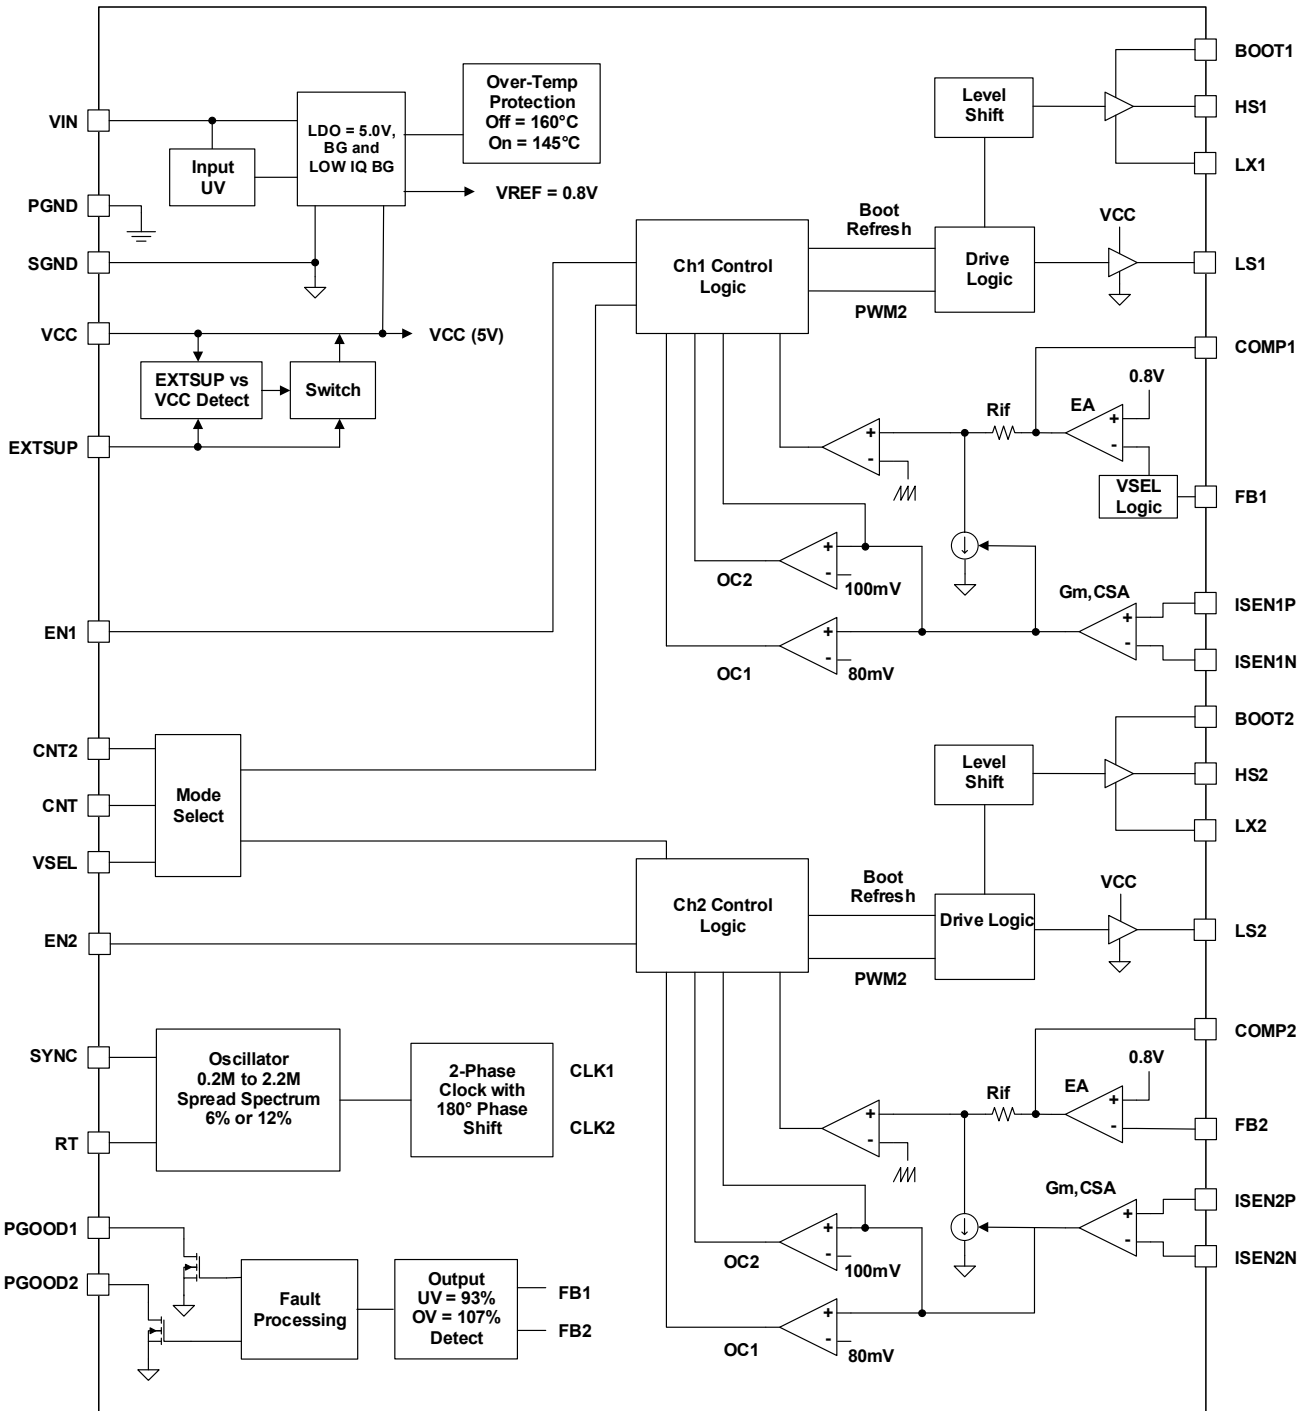 VIN
PGND
SGND
VCC
EXTSUP
EN1
CNT2
CNT
VSEL
EN2
SYNC
RT
PGOOD1
PGOOD2
Input
UV
LDO = 5.0V,
BG and
LOW IQ BG
Over-Temp
Protection
Off = 160°C
On = 145°C
VREF = 0.8V
VCC (5V)
EXTSUP vs
VCC Detect
Switch
Mode
Select
Oscillator
0.2M to 2.2M
Spread Spectrum
6% or 12%
2-Phase
Clock with
180° Phase
Shift
CLK1
CLK2
Fault
Processing
Output
UV = 93%
OV = 107%
Detect
FB1
FB2
Ch1 Control
Logic
Boot
Refresh
PWM2
Level
Shift
Drive
Logic
VCC
BOOT1
HS1
LX1
LS1
COMP1
0.8V
EA
+
-
Rif
+
-
VSEL
Logic
FB1
OC2
+
-
100mV
Gm,CSA
+
-
ISEN1P
ISEN1N
OC1
+
-
80mV
Ch2 Control
Logic
Boot
Refresh
PWM2
Level
Shift
Drive Logic
VCC
BOOT2
HS2
LX2
LS2
COMP2
0.8V
EA
+
-
Rif
+
-
FB2
Gm,CSA
+
-
ISEN2P
ISEN2N
OC2
+
-
100mV
OC1
+
-
80mV